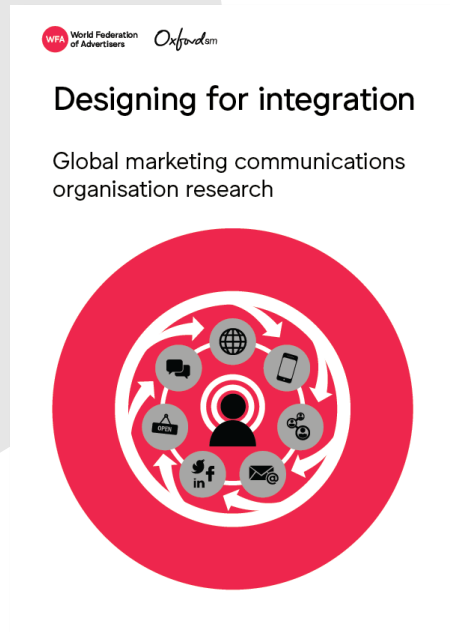 WFA
World Federation
of Advertisers
Oxfordsm
Designing for integration
Global marketing communications
organisation research
OPEN
f
in
@